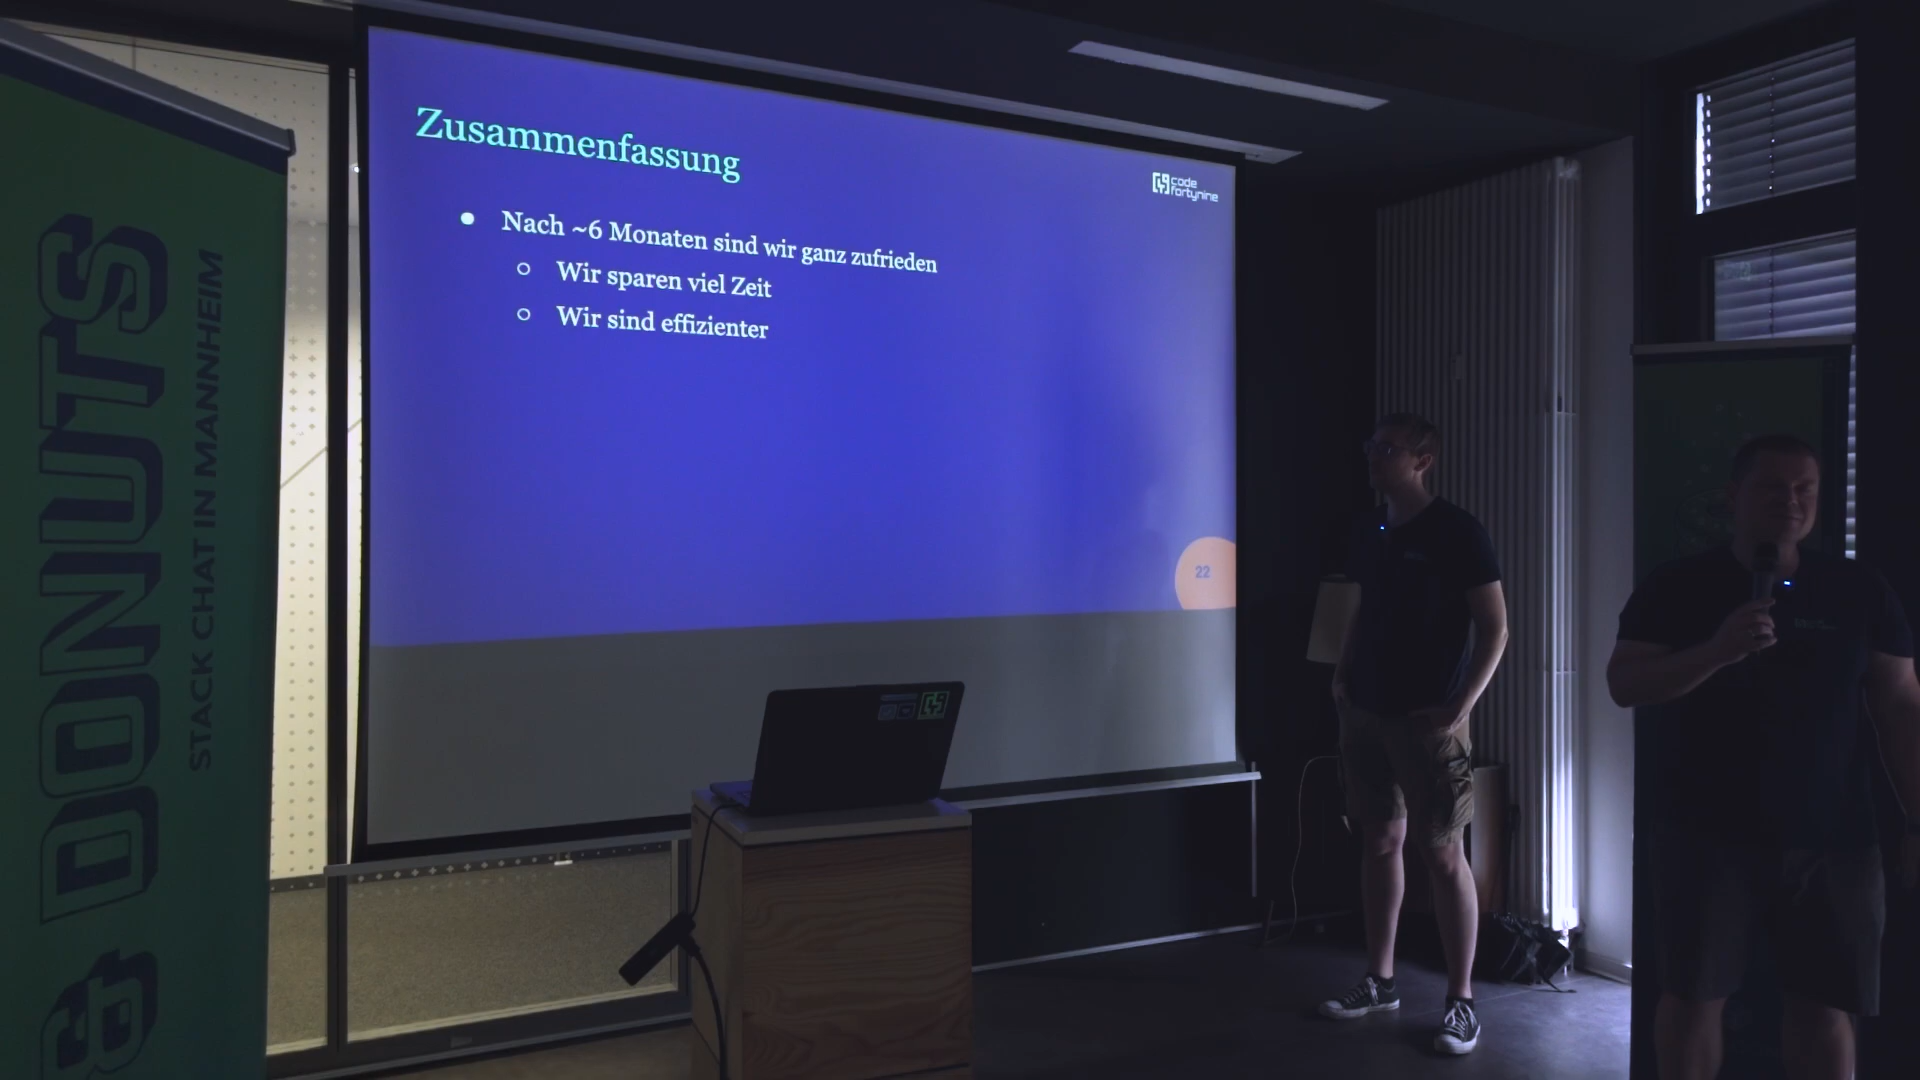 & DONUTS
STACK CHAT IN MANNHEIM
Zusammenfassung
code
fortynine
● Nach ~6 Monaten sind wir ganz zufrieden
○ Wir sparen viel Zeit
○ Wir sind effizienter
22